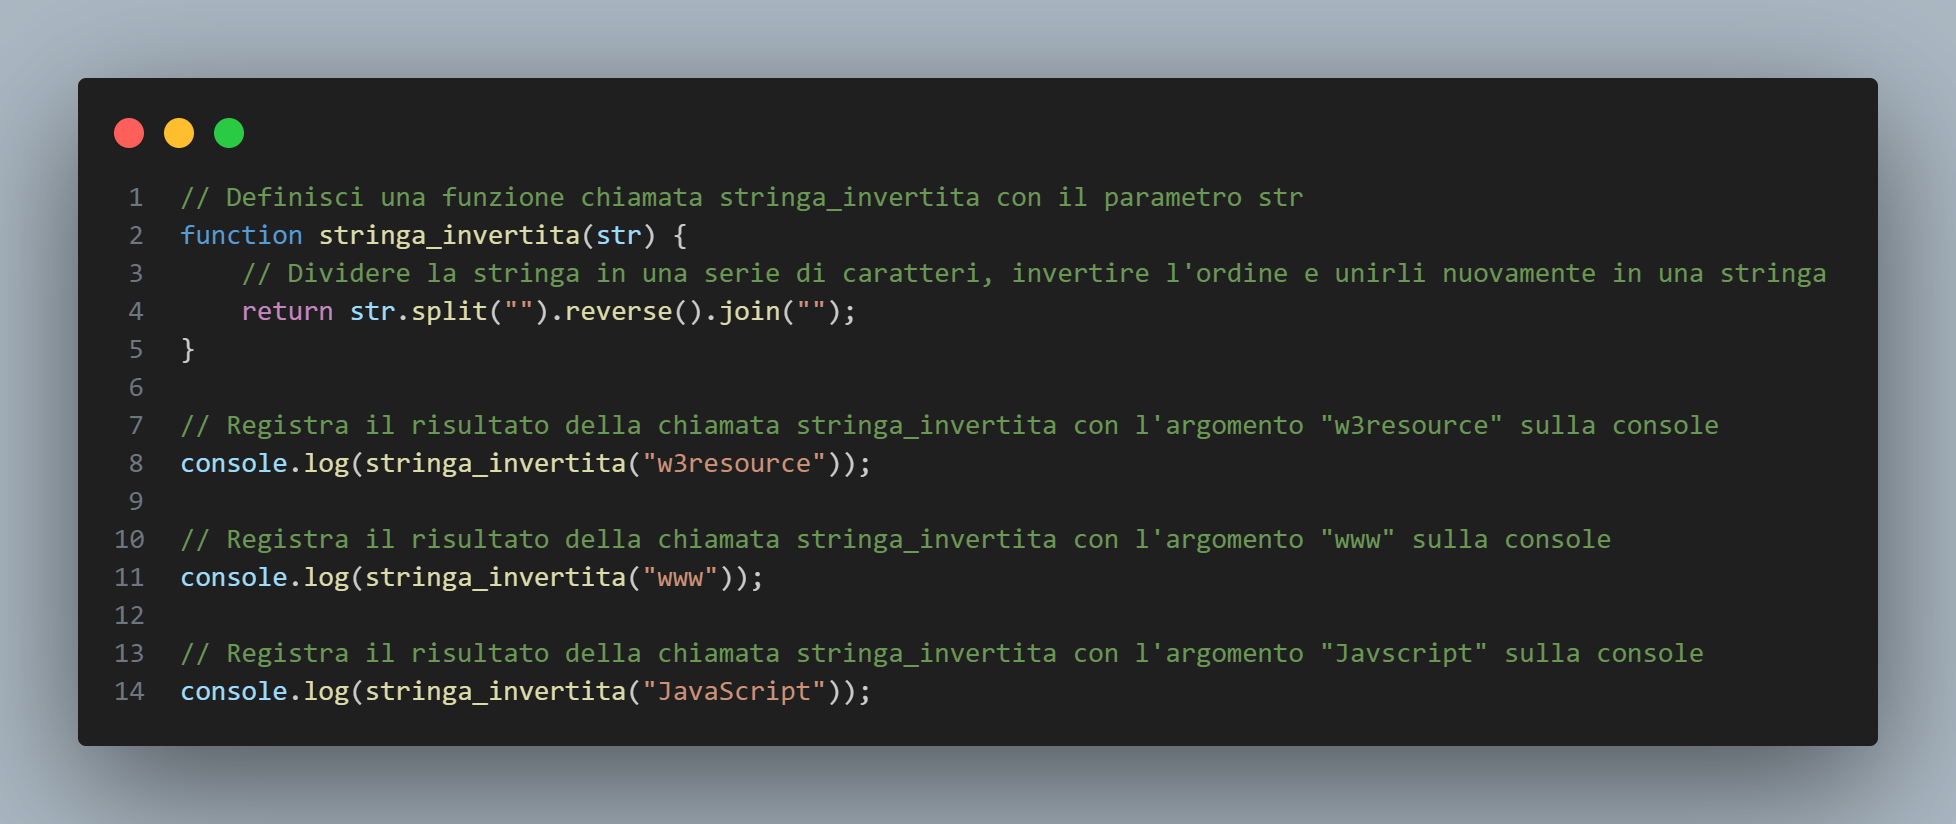 1 // Definisci una funzione chiamata stringa_invertita con il parametro str
2 function stringa_invertita(str) {
3     // Dividere la stringa in una serie di caratteri, invertire l'ordine e unirli nuovamente in una stringa
4     return str.split("").reverse().join("");
5 }
6
7 // Registra il risultato della chiamata stringa_invertita con l'argomento "w3resource" sulla console
8 console.log(stringa_invertita("w3resource"));
9
10 // Registra il risultato della chiamata stringa_invertita con l'argomento "www" sulla console
11 console.log(stringa_invertita("www"));
12
13 // Registra il risultato della chiamata stringa_invertita con l'argomento "Javscript" sulla console
14 console.log(stringa_invertita("JavaScript"));